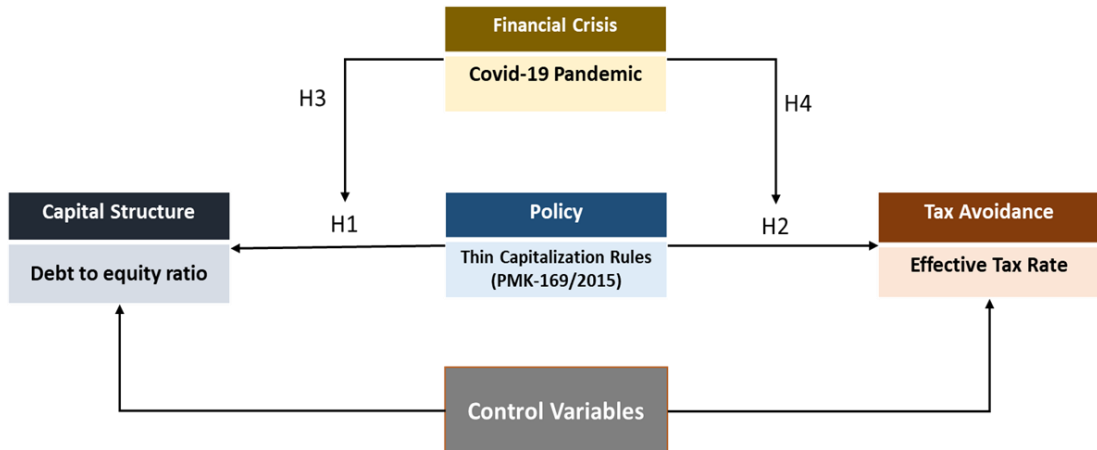 Financial Crisis
Covid-19 Pandemic
H3
H4
Capital Structure
Policy
Tax Avoidance
H1
H2
Debt to equity ratio
Thin Capitalization Rules
(PMK-169/2015)
Effective Tax Rate
Control Variables